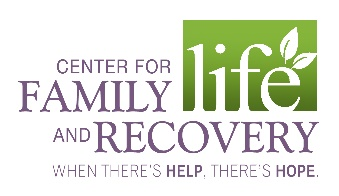 CENTER FOR
FAMILY life
AND RECOVERY
WHEN THERE'S HELP, THERE'S HOPE.